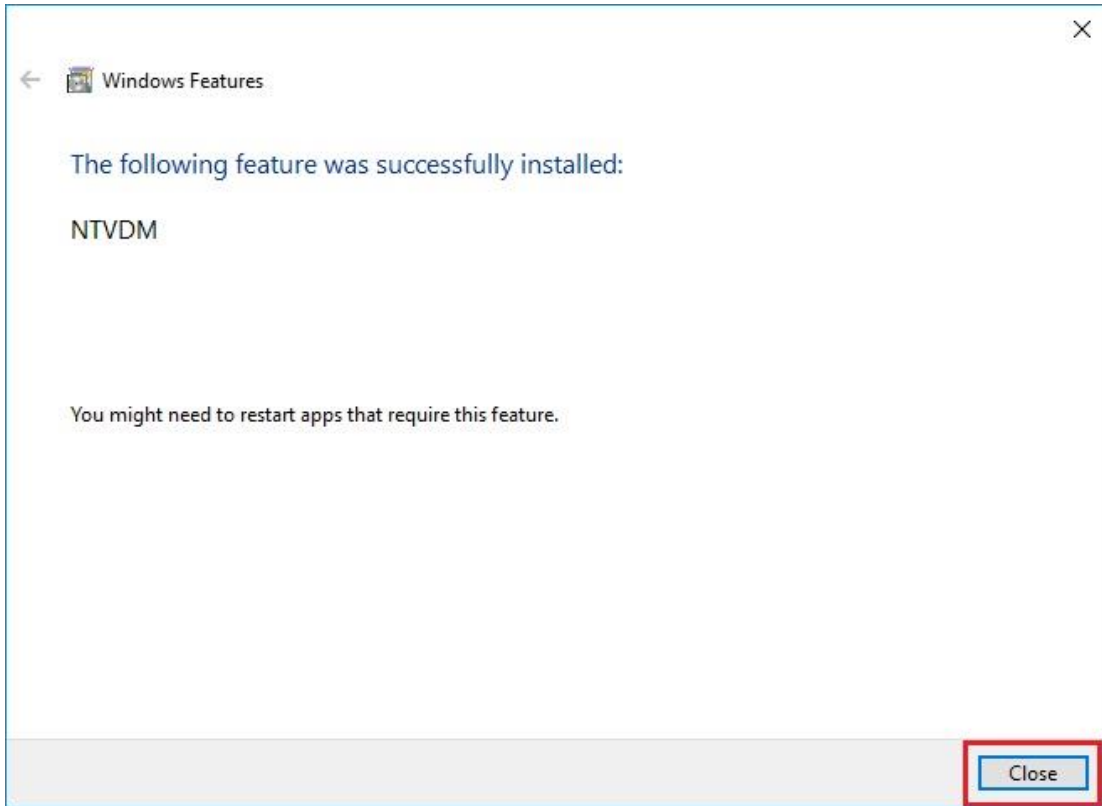 Windows Features
The following feature was successfully installed:
NTVDM
You might need to restart apps that require this feature.
Close